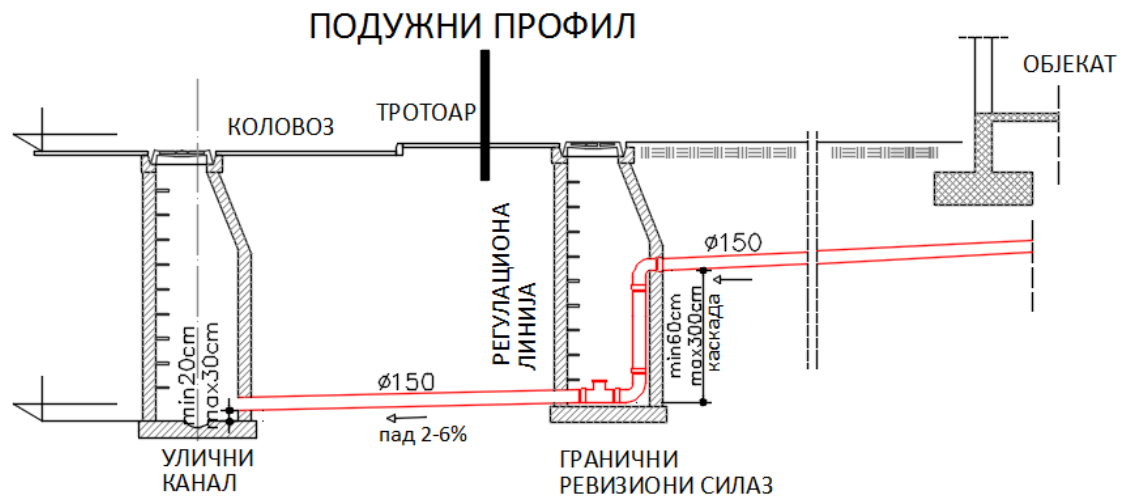 ПОДУЖНИ ПРОФИЛ
ОБЈЕКАТ
ТРОТОАР
КОЛОВОЗ
РЕГУЛАЦИОНА
ЛИНИЈА
ø150
min60cm
max300cm
каскада
min20cm
max30cm
ø150
пад 2-6%
УЛИЧНИ
КАНАЛ
ГРАНИЧНИ
РЕВИЗИОНИ СИЛАЗ